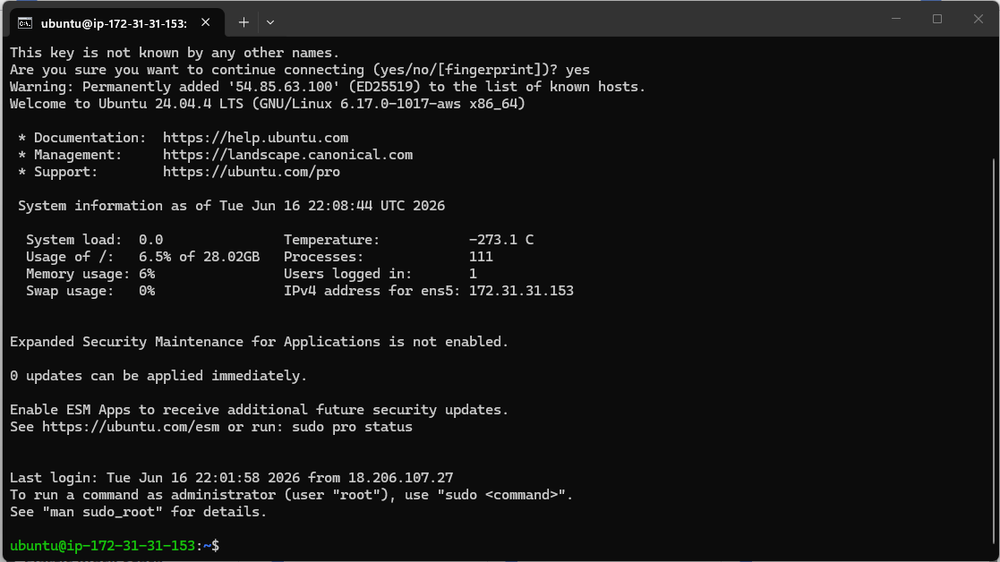 ubuntu@ip-172-31-31-153:
This key is not known by any other names.
Are you sure you want to continue connecting (yes/no/[fingerprint])? yes
Warning: Permanently added '54.85.63.100' (ED25519) to the list of known hosts.
Welcome to Ubuntu 24.04.4 LTS (GNU/Linux 6.17.0-1017-aws x86_64)

 * Documentation:  https://help.ubuntu.com
 * Management:     https://landscape.canonical.com
 * Support:        https://ubuntu.com/pro

 System information as of Tue Jun 16 22:08:44 UTC 2026

  System load:  0.0               Temperature:           -273.1 C
  Usage of /:   6.5% of 28.02GB   Processes:             111
  Memory usage: 6%                Users logged in:       1
  Swap usage:   0%                IPv4 address for ens5: 172.31.31.153

Expanded Security Maintenance for Applications is not enabled.

0 updates can be applied immediately.

Enable ESM Apps to receive additional future security updates.
See https://ubuntu.com/esm or run: sudo pro status

Last login: Tue Jun 16 22:01:58 2026 from 18.206.107.27
To run a command as administrator (user "root"), use "sudo <command>".
See "man sudo_root" for details.

ubuntu@ip-172-31-31-153:~$